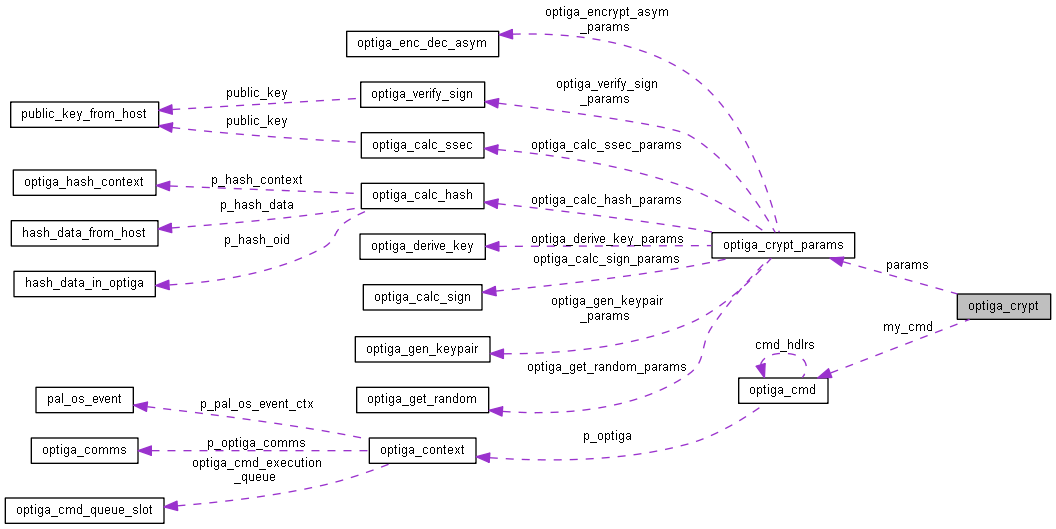 optiga_encrypt_asym
_params
optiga_enc_dec_asym
optiga_verify_sign
_params
optiga_verify_sign
public_key
public_key_from_host
public_key
optiga_calc_ssec
optiga_calc_ssec_params
optiga_hash_context
p_hash_context
optiga_calc_hash
optiga_calc_hash_params
p_hash_data
hash_data_from_host
p_hash_oid
optiga_derive_key
optiga_derive_key_params
optiga_crypt_params
optiga_calc_sign_params
params
hash_data_in_optiga
optiga_calc_sign
optiga_gen_keypair
_params
optiga_crypt
my_cmd
optiga_gen_keypair
cmd_hdlrs
optiga_get_random_params
optiga_cmd
pal_os_event
p_pal_os_event_ctx
optiga_get_random
p_optiga
optiga_comms
p_optiga_comms
optiga_context
optiga_cmd_execution
_queue
optiga_cmd_queue_slot